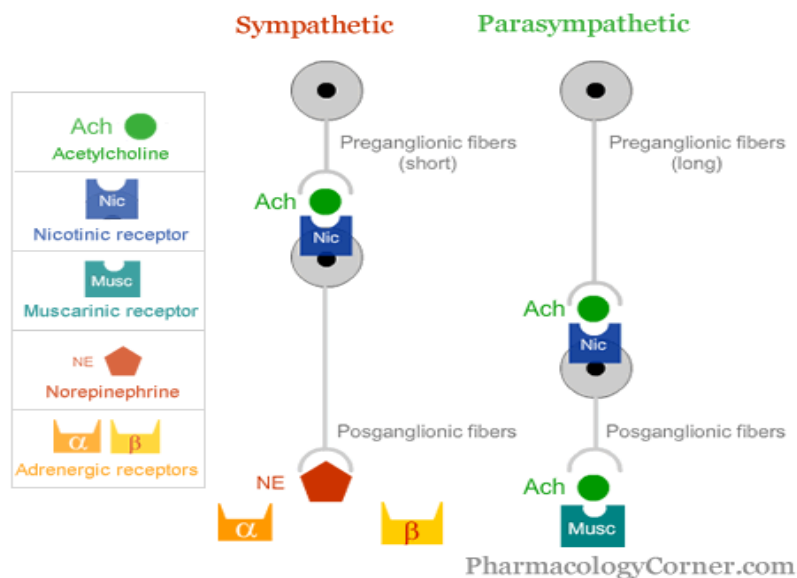 Sympathetic
Parasympathetic
Ach
Acetylcholine
Nic
Nicotinic receptor
Musc
Muscarinic receptor
NE
Norepinephrine
α β
Adrenergic receptors
Preganglionic fibers
(short)
Ach
Nic
Posganglionic fibers
NE
α
β
Preganglionic fibers
(long)
Ach
Nic
Posganglionic fibers
Ach
Musc
PharmacologyCorner.com